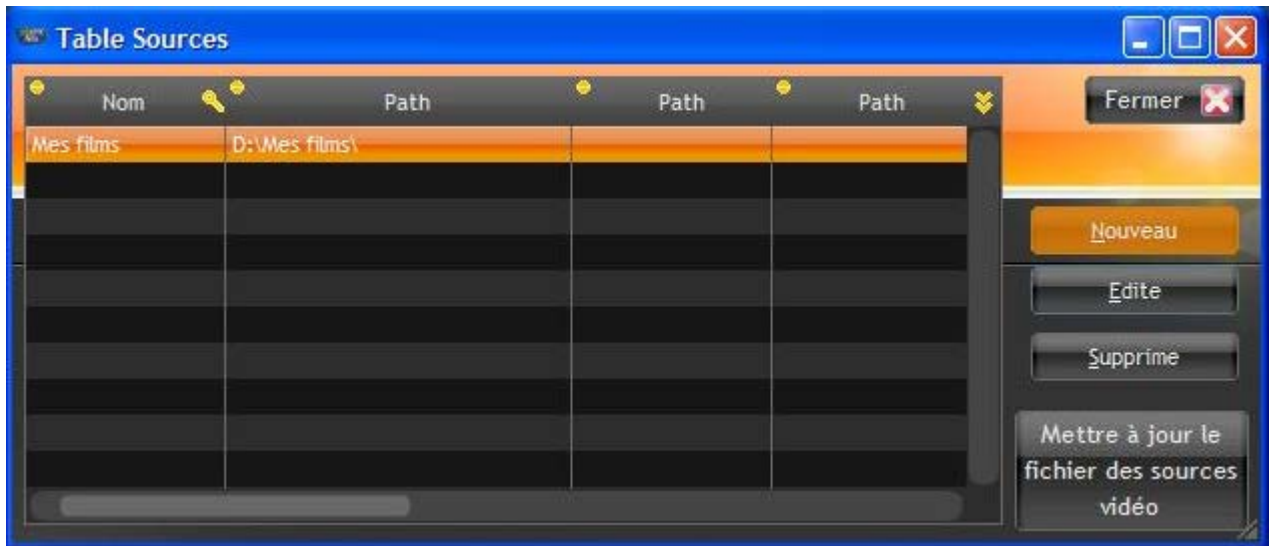 Table Sources
Nom Path Path Path
Fermer
Mes films D:\Mes films\
Nouveau
Edite
Supprime
Mettre à jour le
fichier des sources
vidéo